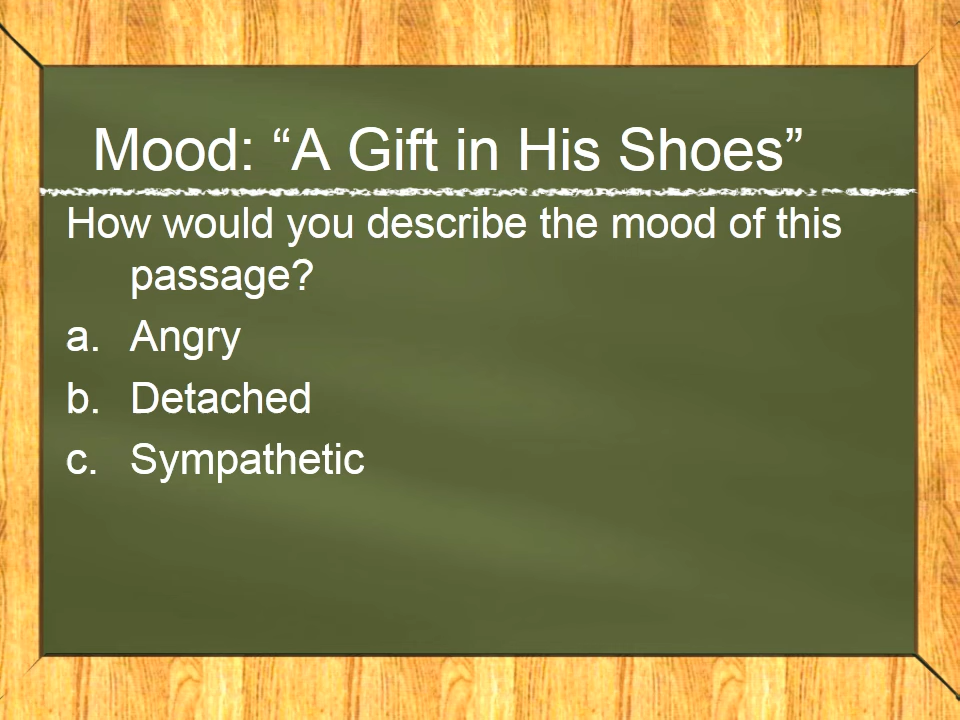 Mood: “A Gift in His Shoes”
How would you describe the mood of this
passage?
a. Angry
b. Detached
c. Sympathetic